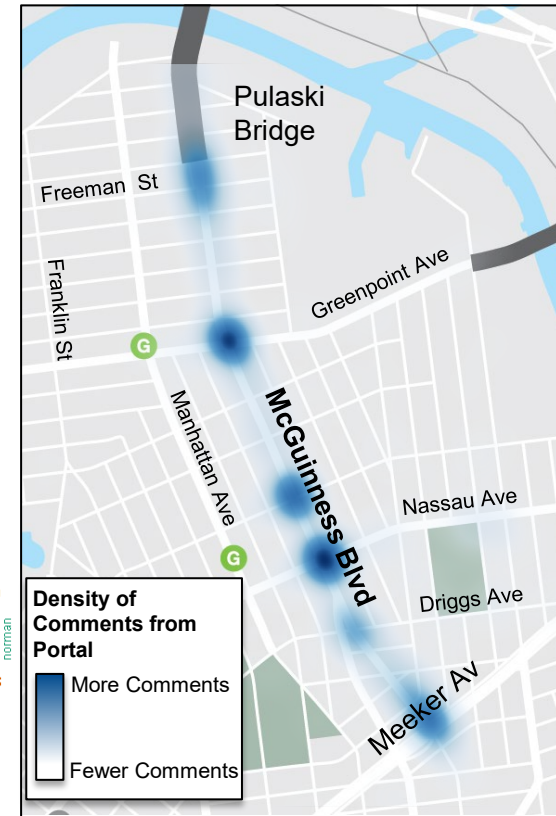 Pulaski
Bridge
Freeman St
Franklin St
Greenpoint Ave
G
Manhattan Ave
McGuinness Blvd
Nassau Ave
G
Driggs Ave
Meeker Av
Density of
Comments from
Portal
More Comments
Fewer Comments
norman
s